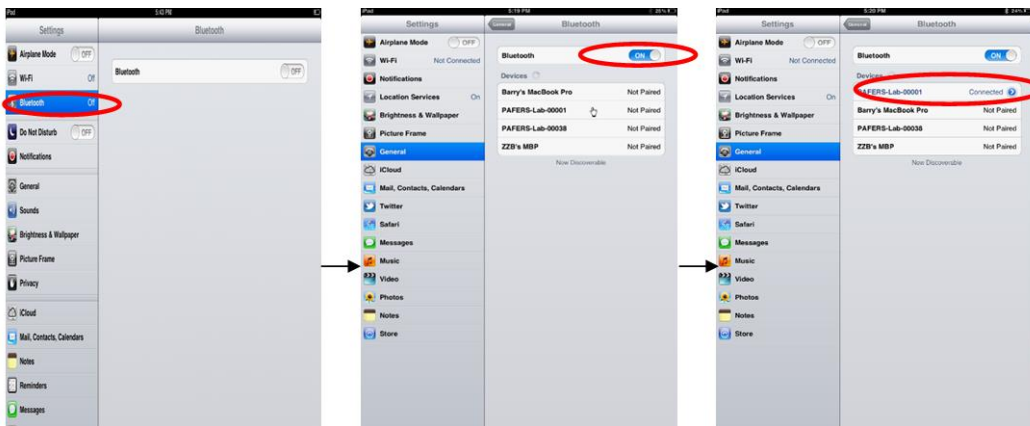 iPad 5:43 PM
Settings
Bluetooth
Airplane Mode OFF
Wi-Fi Off
Bluetooth Off
Do Not Disturb OFF
Notifications
General
Sounds
Brightness & Wallpaper
Picture Frame
Privacy
iCloud
Mail, Contacts, Calendars
Notes
Reminders
Messages
Bluetooth OFF
iPad 5:19 PM
Settings
General Bluetooth
Airplane Mode OFF
Wi-Fi Not Connected
Notifications
Location Services On
Brightness & Wallpaper
Picture Frame
General
iCloud
Mail, Contacts, Calendars
Twitter
Safari
Messages
Music
Video
Photos
Notes
Store
Bluetooth ON
Devices
Barry's MacBook Pro Not Paired
PAFERS-Lab-00001 Not Paired
PAFERS-Lab-00038 Not Paired
ZZB's MBP Not Paired
Now Discoverable
iPad 5:20 PM 24%
Settings
General Bluetooth
Airplane Mode OFF
Wi-Fi Not Connected
Notifications
Location Services On
Brightness & Wallpaper
Picture Frame
General
iCloud
Mail, Contacts, Calendars
Twitter
Safari
Messages
Music
Video
Photos
Notes
Store
Bluetooth ON
Devices
PAFERS-Lab-00001 Connected
Barry's MacBook Pro Not Paired
PAFERS-Lab-00038 Not Paired
ZZB's MBP Not Paired
Now Discoverable